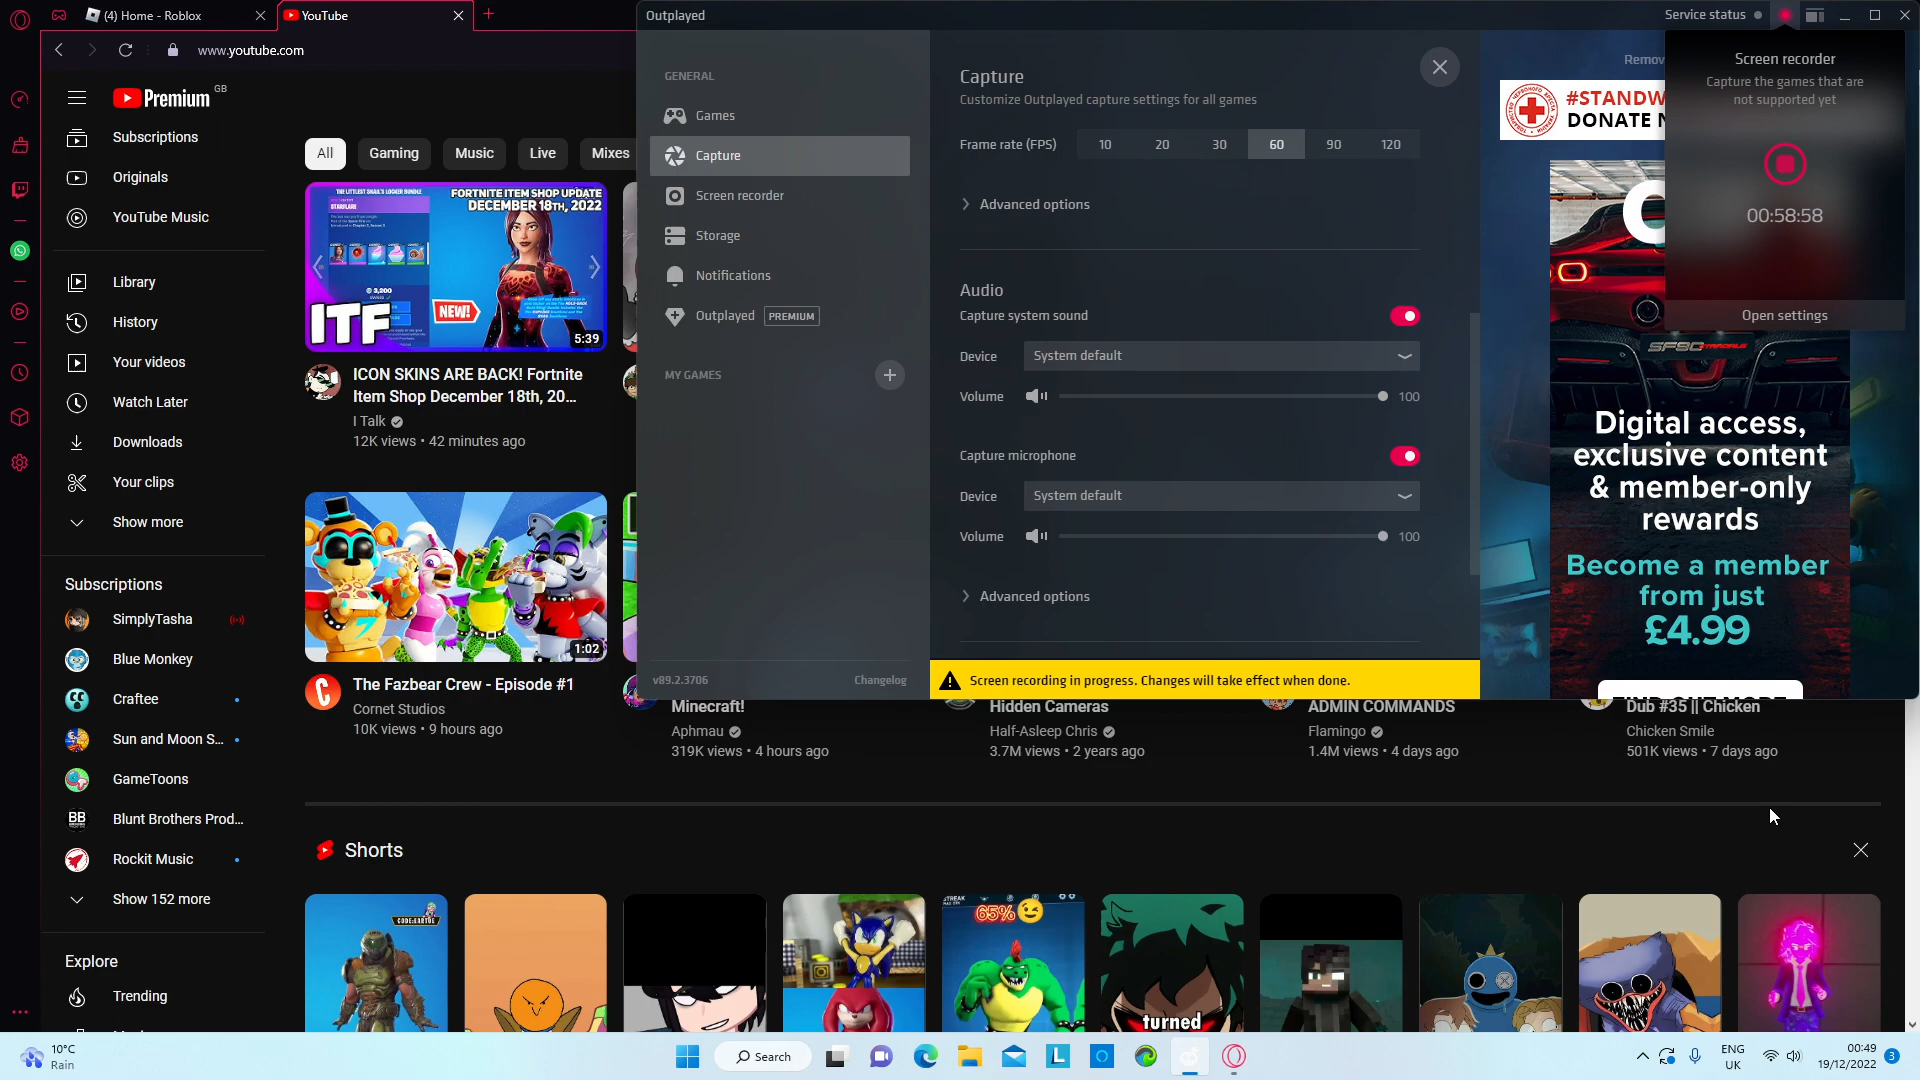 (4) Home - Roblox
YouTube
www.youtube.com
Premium
GB
Subscriptions
Originals
YouTube Music
Library
History
Your videos
Watch Later
Downloads
Your clips
Show more
Subscriptions
SimplyTasha
Blue Monkey
Craftee
Sun and Moon S...
GameToons
Blunt Brothers Prod...
Rockit Music
Show 152 more
Explore
Trending
All
Gaming
Music
Live
Mixes
FORTNITE ITEM SHOP UPDATE
DECEMBER 18TH, 2022
3,200
ITF
NEW!
5:39
ICON SKINS ARE BACK! Fortnite
Item Shop December 18th, 20...
I Talk
12K views • 42 minutes ago
1:02
The Fazbear Crew - Episode #1
Cornet Studios
10K views • 9 hours ago
Outplayed
Service status
GENERAL
Games
Capture
Screen recorder
Storage
Notifications
Outplayed PREMIUM
MY GAMES
v89.2.3706
Changelog
Capture
Customize Outplayed capture settings for all games
Frame rate (FPS)
10
20
30
60
90
120
Advanced options
Audio
Capture system sound
Device
System default
Volume
100
Capture microphone
Device
System default
Volume
100
Advanced options
Screen recording in progress. Changes will take effect when done.
Remov
#STANDW
DONATE N
Screen recorder
Capture the games that are
not supported yet
00:58:58
Open settings
Digital access,
exclusive content
& member-only
rewards
Become a member
from just
£4.99
FIND OUT MORE
Minecraft!
Aphmau
319K views • 4 hours ago
Hidden Cameras
Half-Asleep Chris
3.7M views • 2 years ago
ADMIN COMMANDS
Flamingo
1.4M views • 4 days ago
Dub #35 || Chicken
Chicken Smile
501K views • 7 days ago
Shorts
65%
turned
10°C
Rain
Search
ENG
UK
00:49
19/12/2022
3